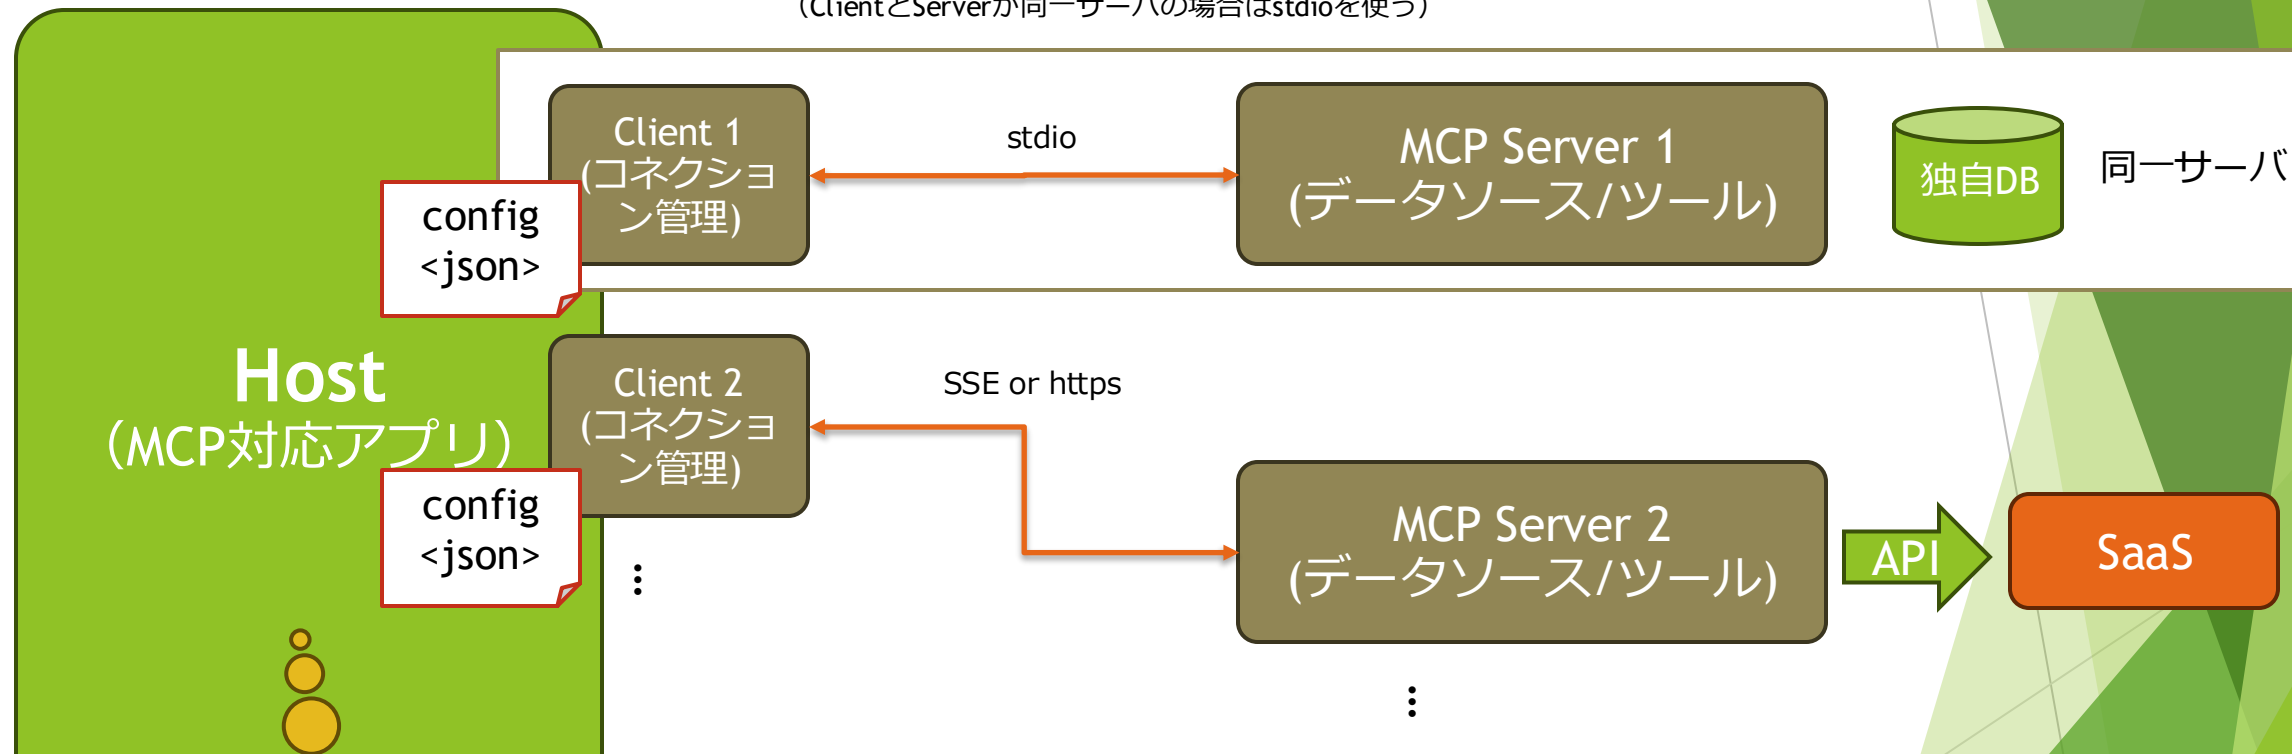 （ClientとServerが同一サーバの場合はstdioを使う）
Client 1
(コネクショ
ン管理)
stdio
MCP Server 1
(データソース/ツール)
独自DB
同一サーバ
config
<json>
Host
（MCP対応アプリ）
Client 2
(コネクショ
ン管理)
SSE or https
config
<json>
MCP Server 2
(データソース/ツール)
API
SaaS